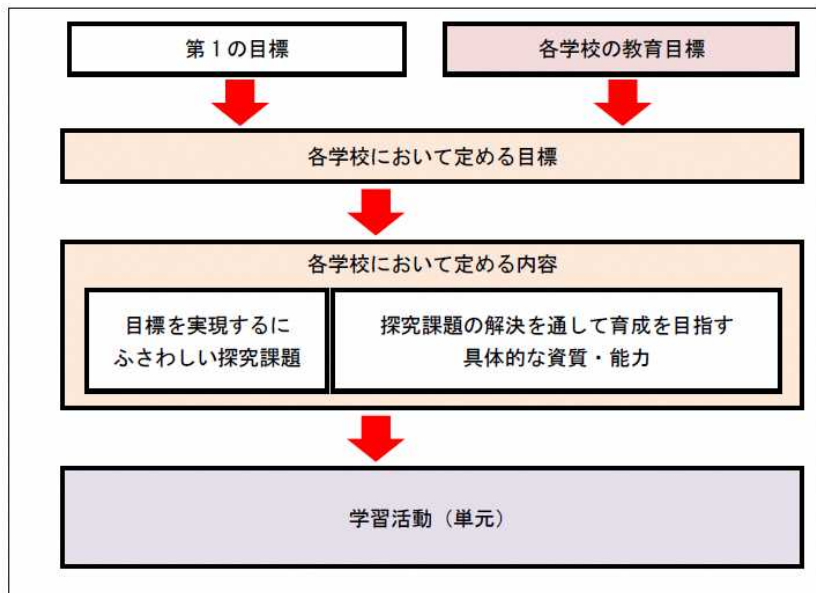 第1の目標
各学校の教育目標
各学校において定める目標
各学校において定める内容
目標を実現するに
ふさわしい探究課題
探究課題の解決を通して育成を目指す
具体的な資質・能力
学習活動（単元）